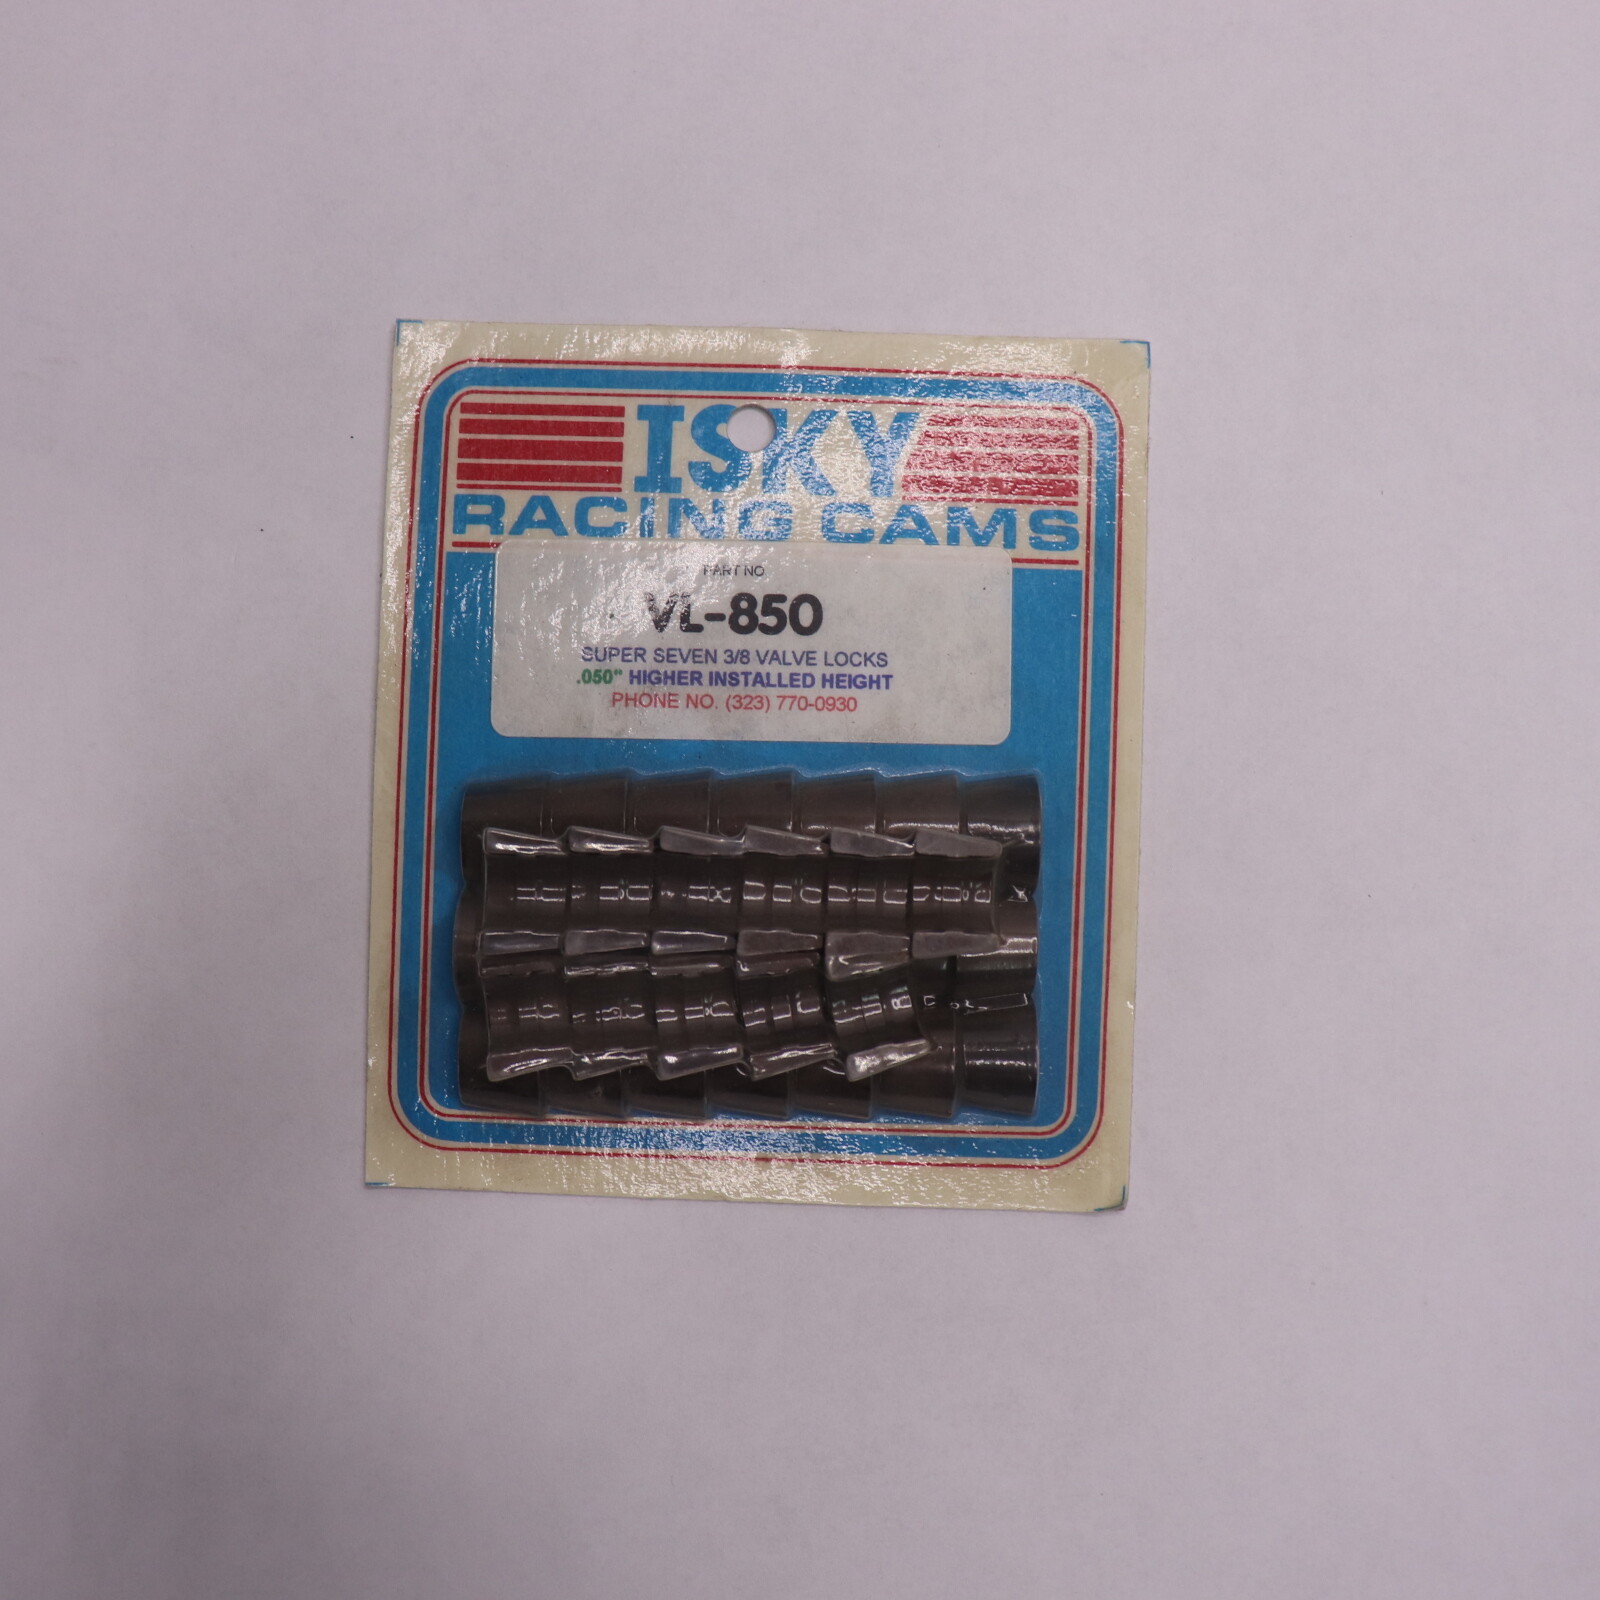 ISKY
RACING CAMS
PART NO
VL-850
SUPER SEVEN 3/8 VALVE LOCKS
.050" HIGHER INSTALLED HEIGHT
PHONE NO. (323) 770-0930